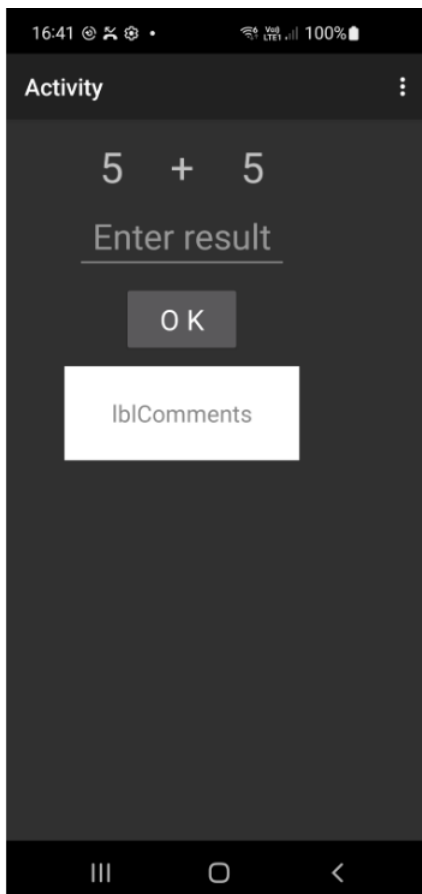 16:41 100%
Activity
5 + 5
Enter result
O K
lblComments